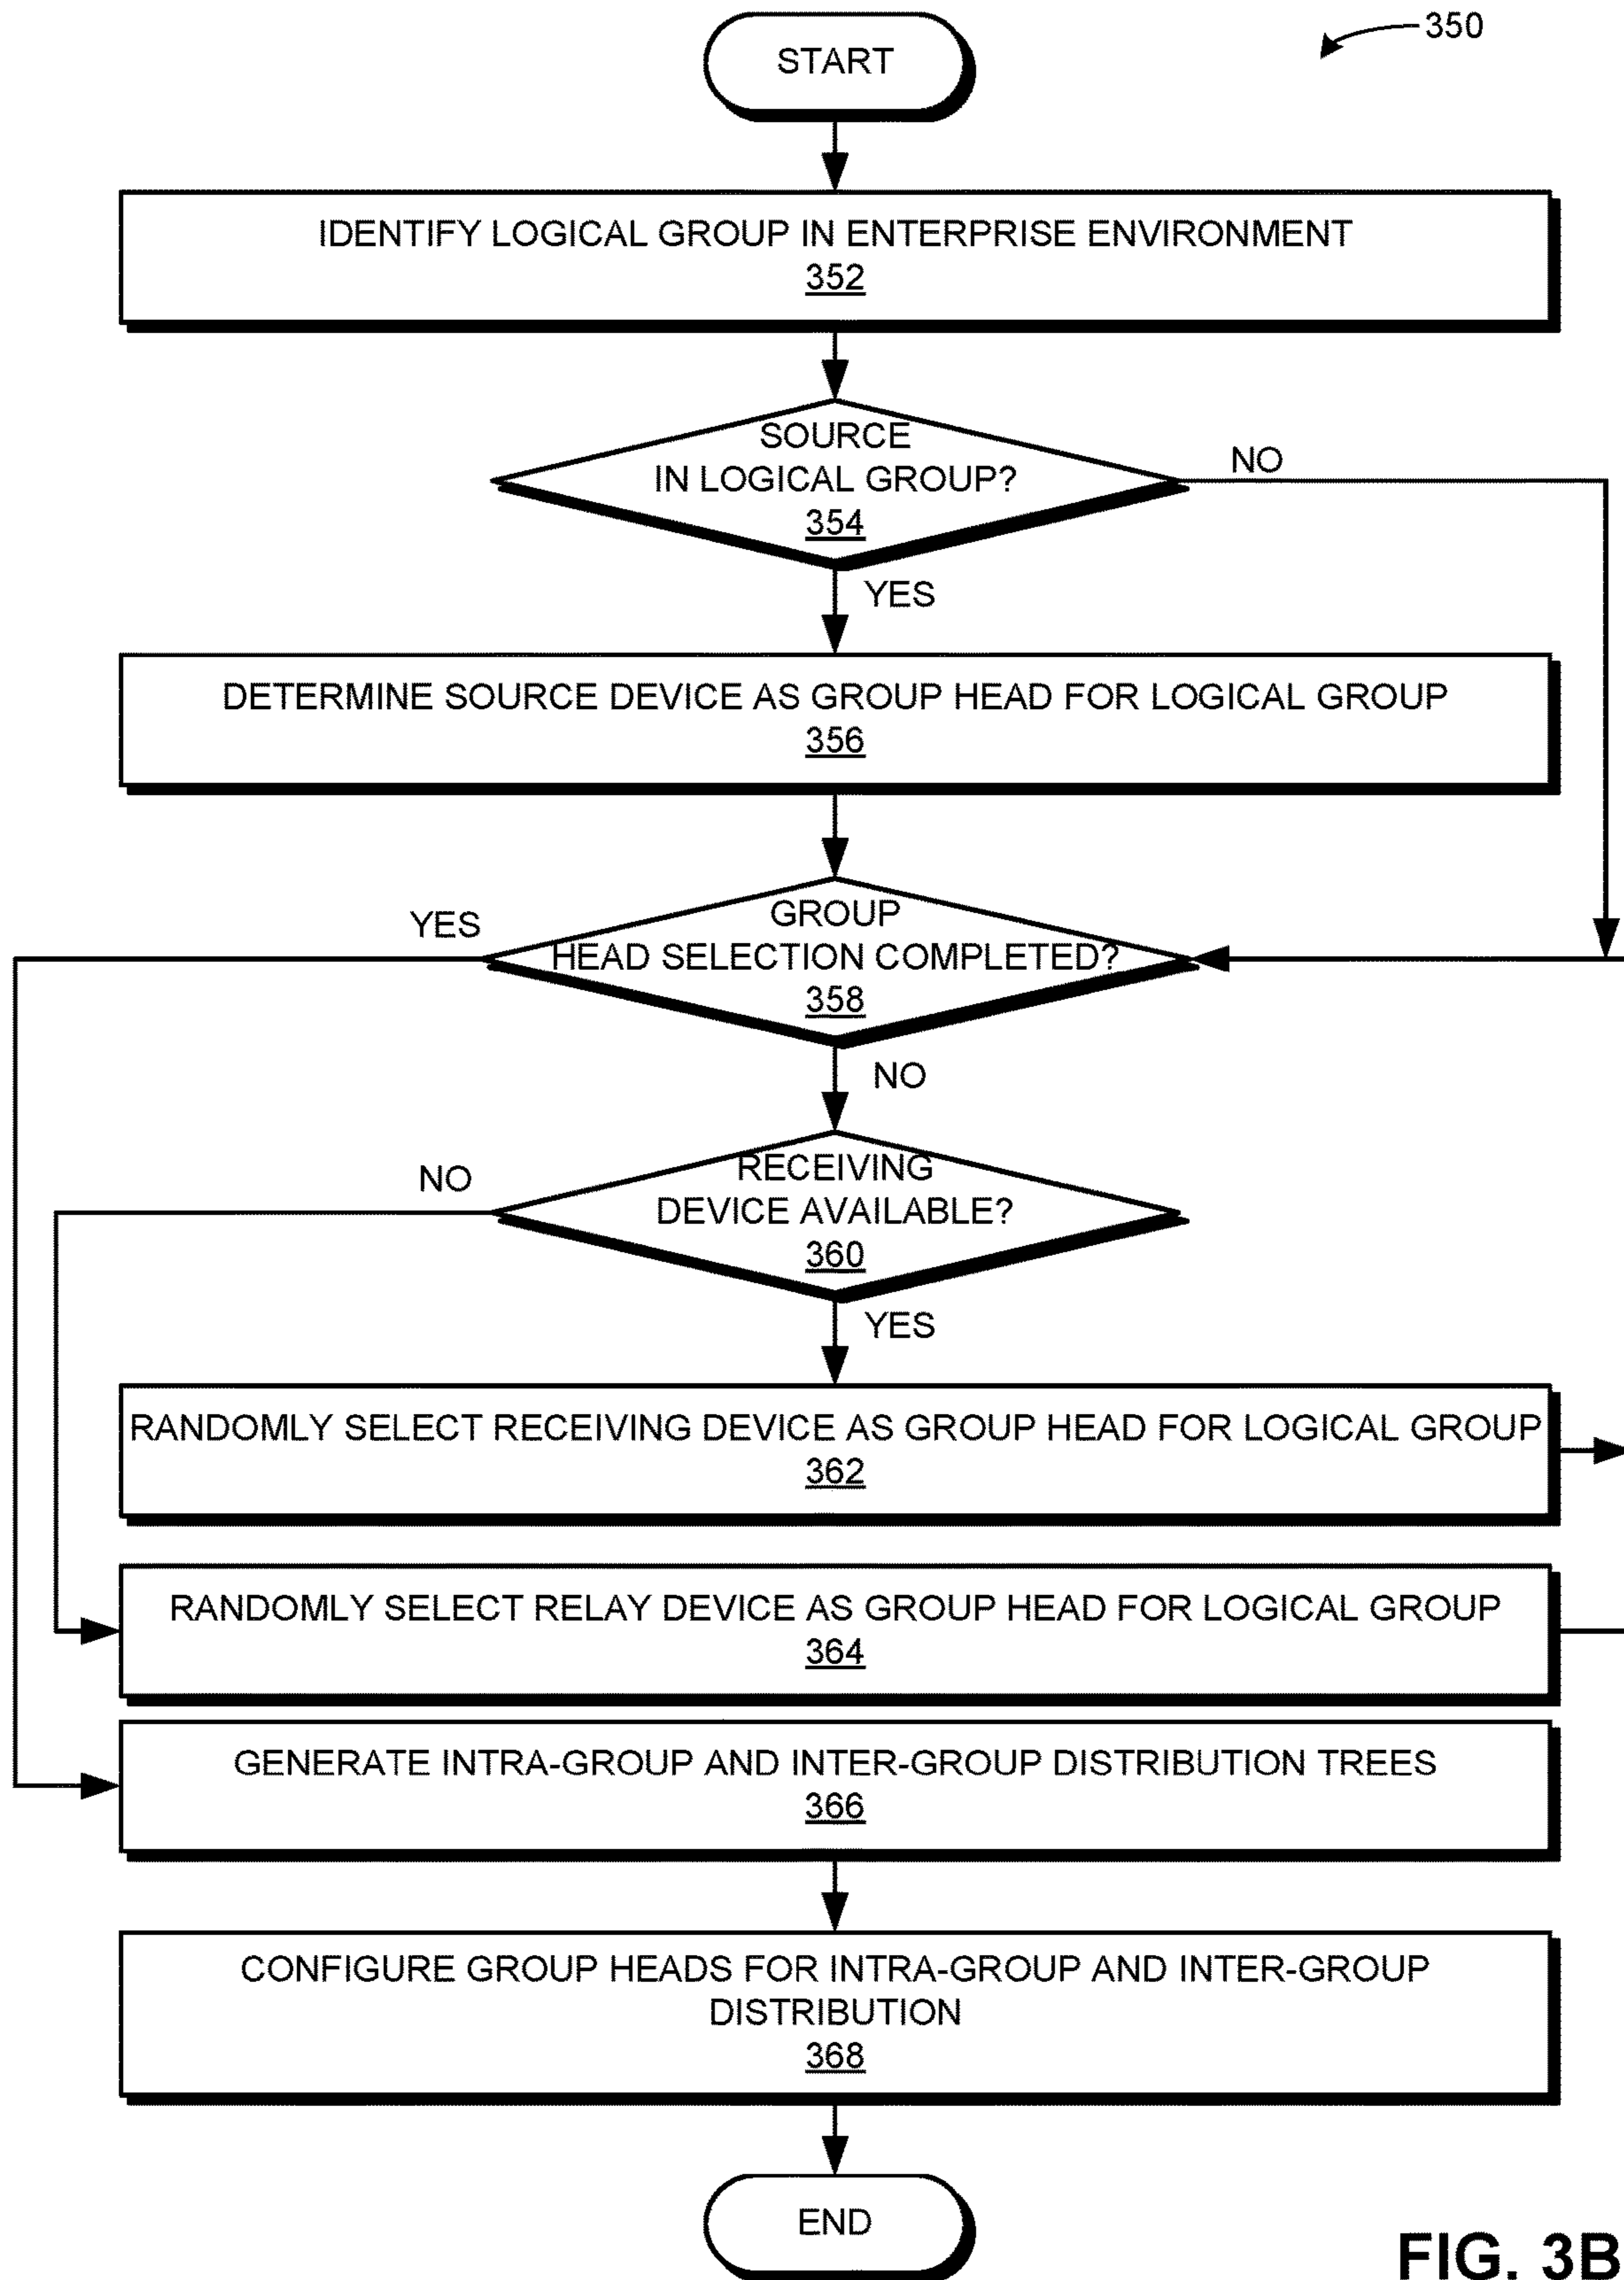 350
START
IDENTIFY LOGICAL GROUP IN ENTERPRISE ENVIRONMENT
352
SOURCE
IN LOGICAL GROUP?
354
NO
YES
DETERMINE SOURCE DEVICE AS GROUP HEAD FOR LOGICAL GROUP
356
YES
GROUP
HEAD SELECTION COMPLETED?
358
NO
NO
RECEIVING
DEVICE AVAILABLE?
360
YES
RANDOMLY SELECT RECEIVING DEVICE AS GROUP HEAD FOR LOGICAL GROUP
362
RANDOMLY SELECT RELAY DEVICE AS GROUP HEAD FOR LOGICAL GROUP
364
GENERATE INTRA-GROUP AND INTER-GROUP DISTRIBUTION TREES
366
CONFIGURE GROUP HEADS FOR INTRA-GROUP AND INTER-GROUP
DISTRIBUTION
368
END
FIG. 3B